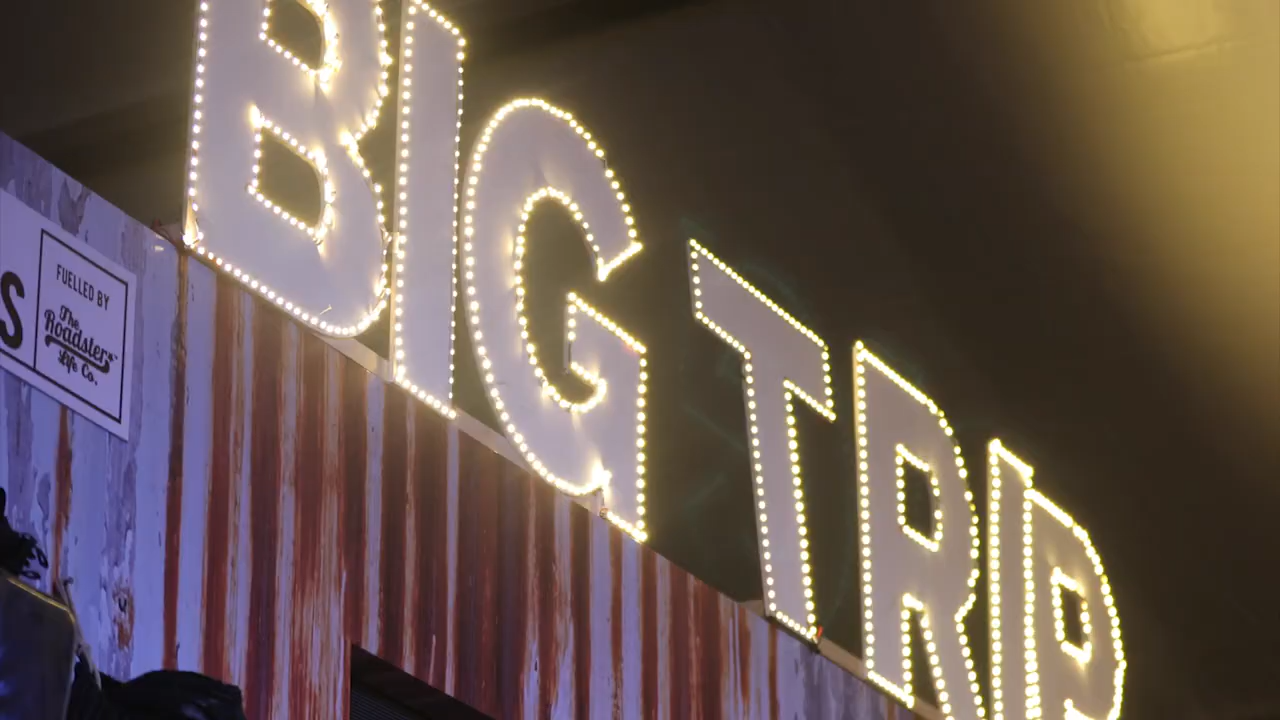 BIG TRIP
S
FUELLED BY
The
Roadster
Life Co.